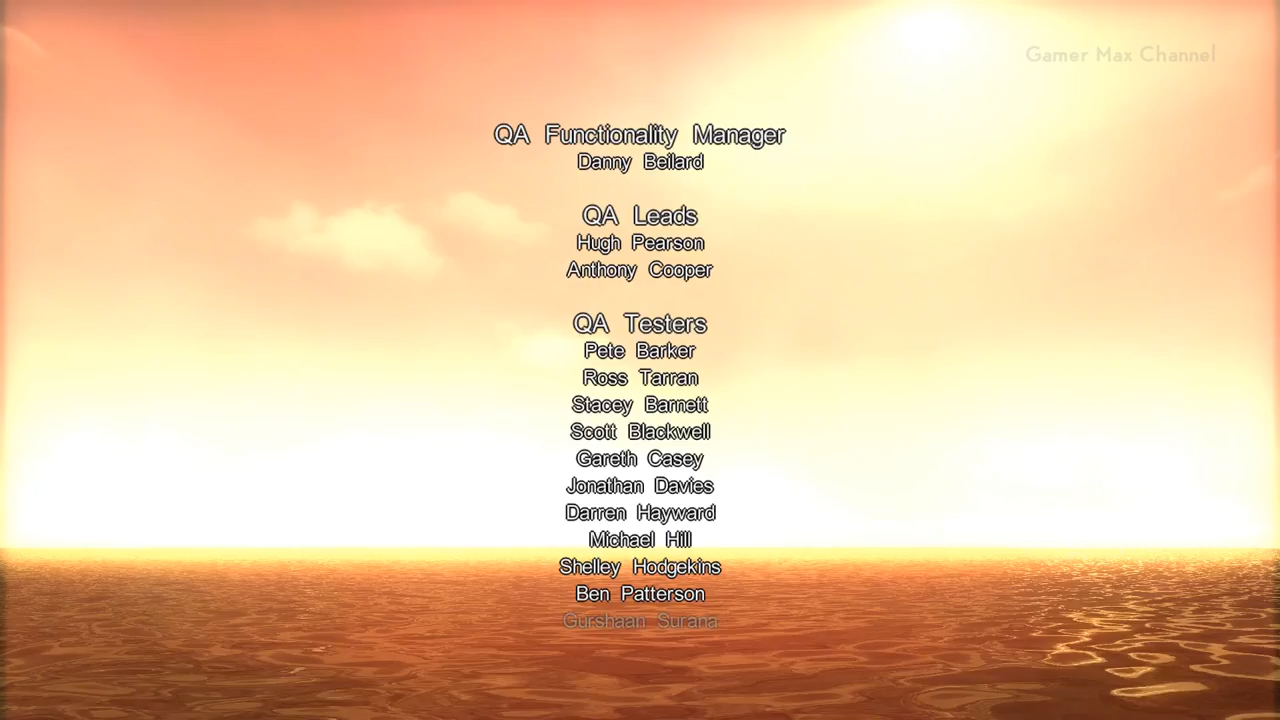 Gamer Max Channel
QA Functionality Manager
Danny Beilard
QA Leads
Hugh Pearson
Anthony Cooper
QA Testers
Pete Barker
Ross Tarran
Stacey Barnett
Scott Blackwell
Gareth Casey
Jonathan Davies
Darren Hayward
Michael Hill
Shelley Hodgekins
Ben Patterson
Gurshaan Surana